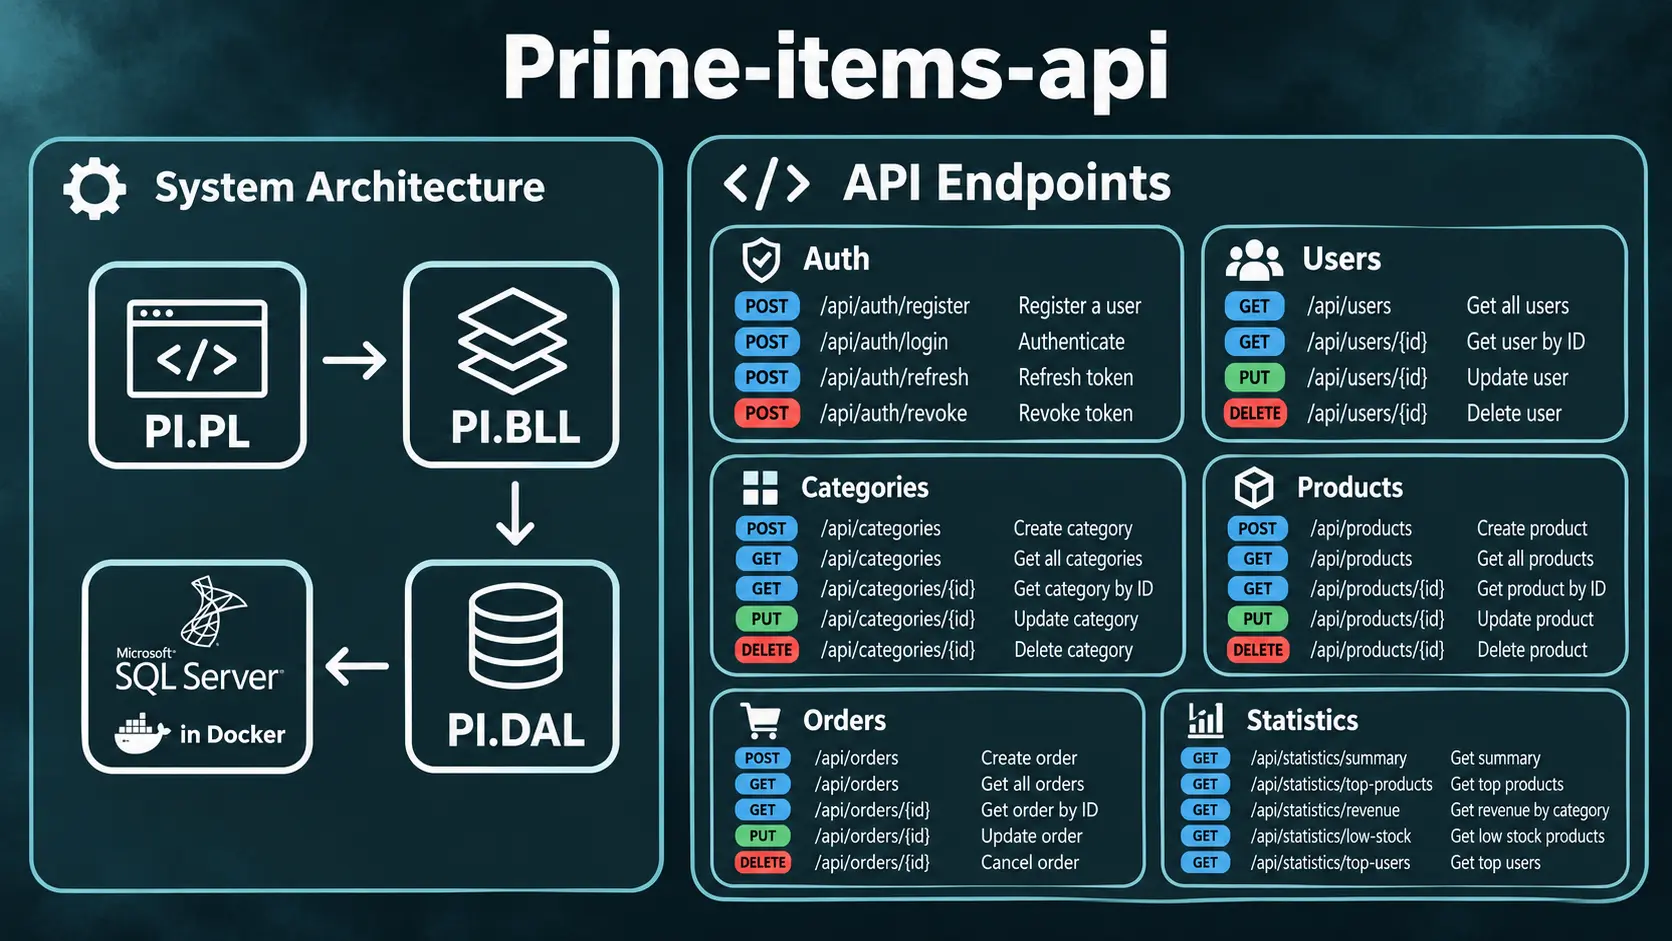 Prime-items-api
System Architecture
PI.PL
PI.BLL
Microsoft
SQL Server
in Docker
PI.DAL
</> API Endpoints
Auth
POST /api/auth/register Register a user
POST /api/auth/login Authenticate
POST /api/auth/refresh Refresh token
POST /api/auth/revoke Revoke token
Users
GET /api/users Get all users
GET /api/users/{id} Get user by ID
PUT /api/users/{id} Update user
DELETE /api/users/{id} Delete user
Categories
POST /api/categories Create category
GET /api/categories Get all categories
GET /api/categories/{id} Get category by ID
PUT /api/categories/{id} Update category
DELETE /api/categories/{id} Delete category
Products
POST /api/products Create product
GET /api/products Get all products
GET /api/products/{id} Get product by ID
PUT /api/products/{id} Update product
DELETE /api/products/{id} Delete product
Orders
POST /api/orders Create order
GET /api/orders Get all orders
GET /api/orders/{id} Get order by ID
PUT /api/orders/{id} Update order
DELETE /api/orders/{id} Cancel order
Statistics
GET /api/statistics/summary Get summary
GET /api/statistics/top-products Get top products
GET /api/statistics/revenue Get revenue by category
GET /api/statistics/low-stock Get low stock products
GET /api/statistics/top-users Get top users